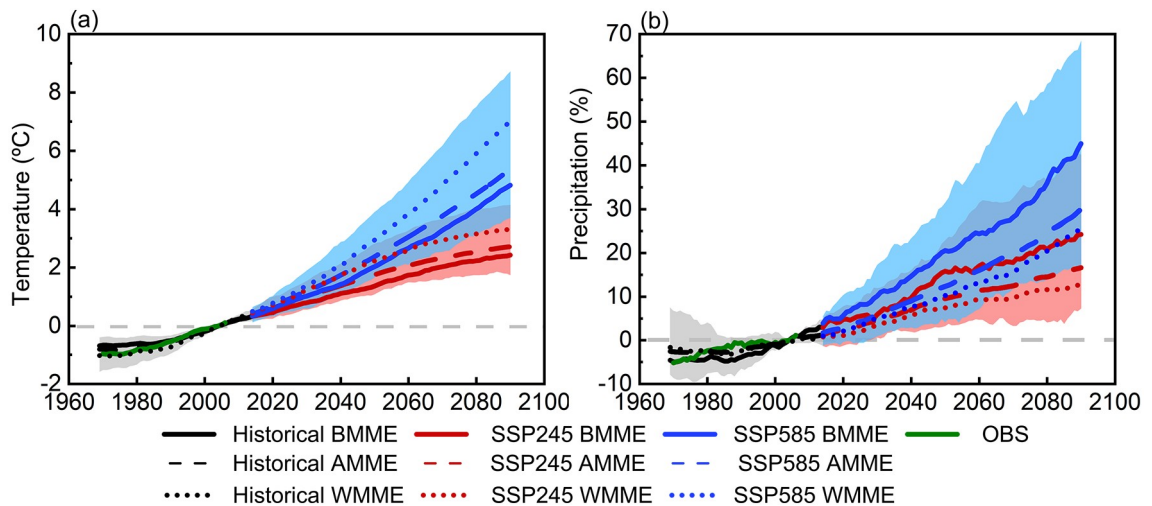 (a)
(b)
Temperature (ºC)
10
8
6
4
2
0
-2
1960 1980 2000 2020 2040 2060 2080 2100
Precipitation (%)
70
60
50
40
30
20
10
0
-10
1960 1980 2000 2020 2040 2060 2080 2100
Historical BMME SSP245 BMME SSP585 BMME OBS
Historical AMME SSP245 AMME SSP585 AMME
Historical WMME SSP245 WMME SSP585 WMME